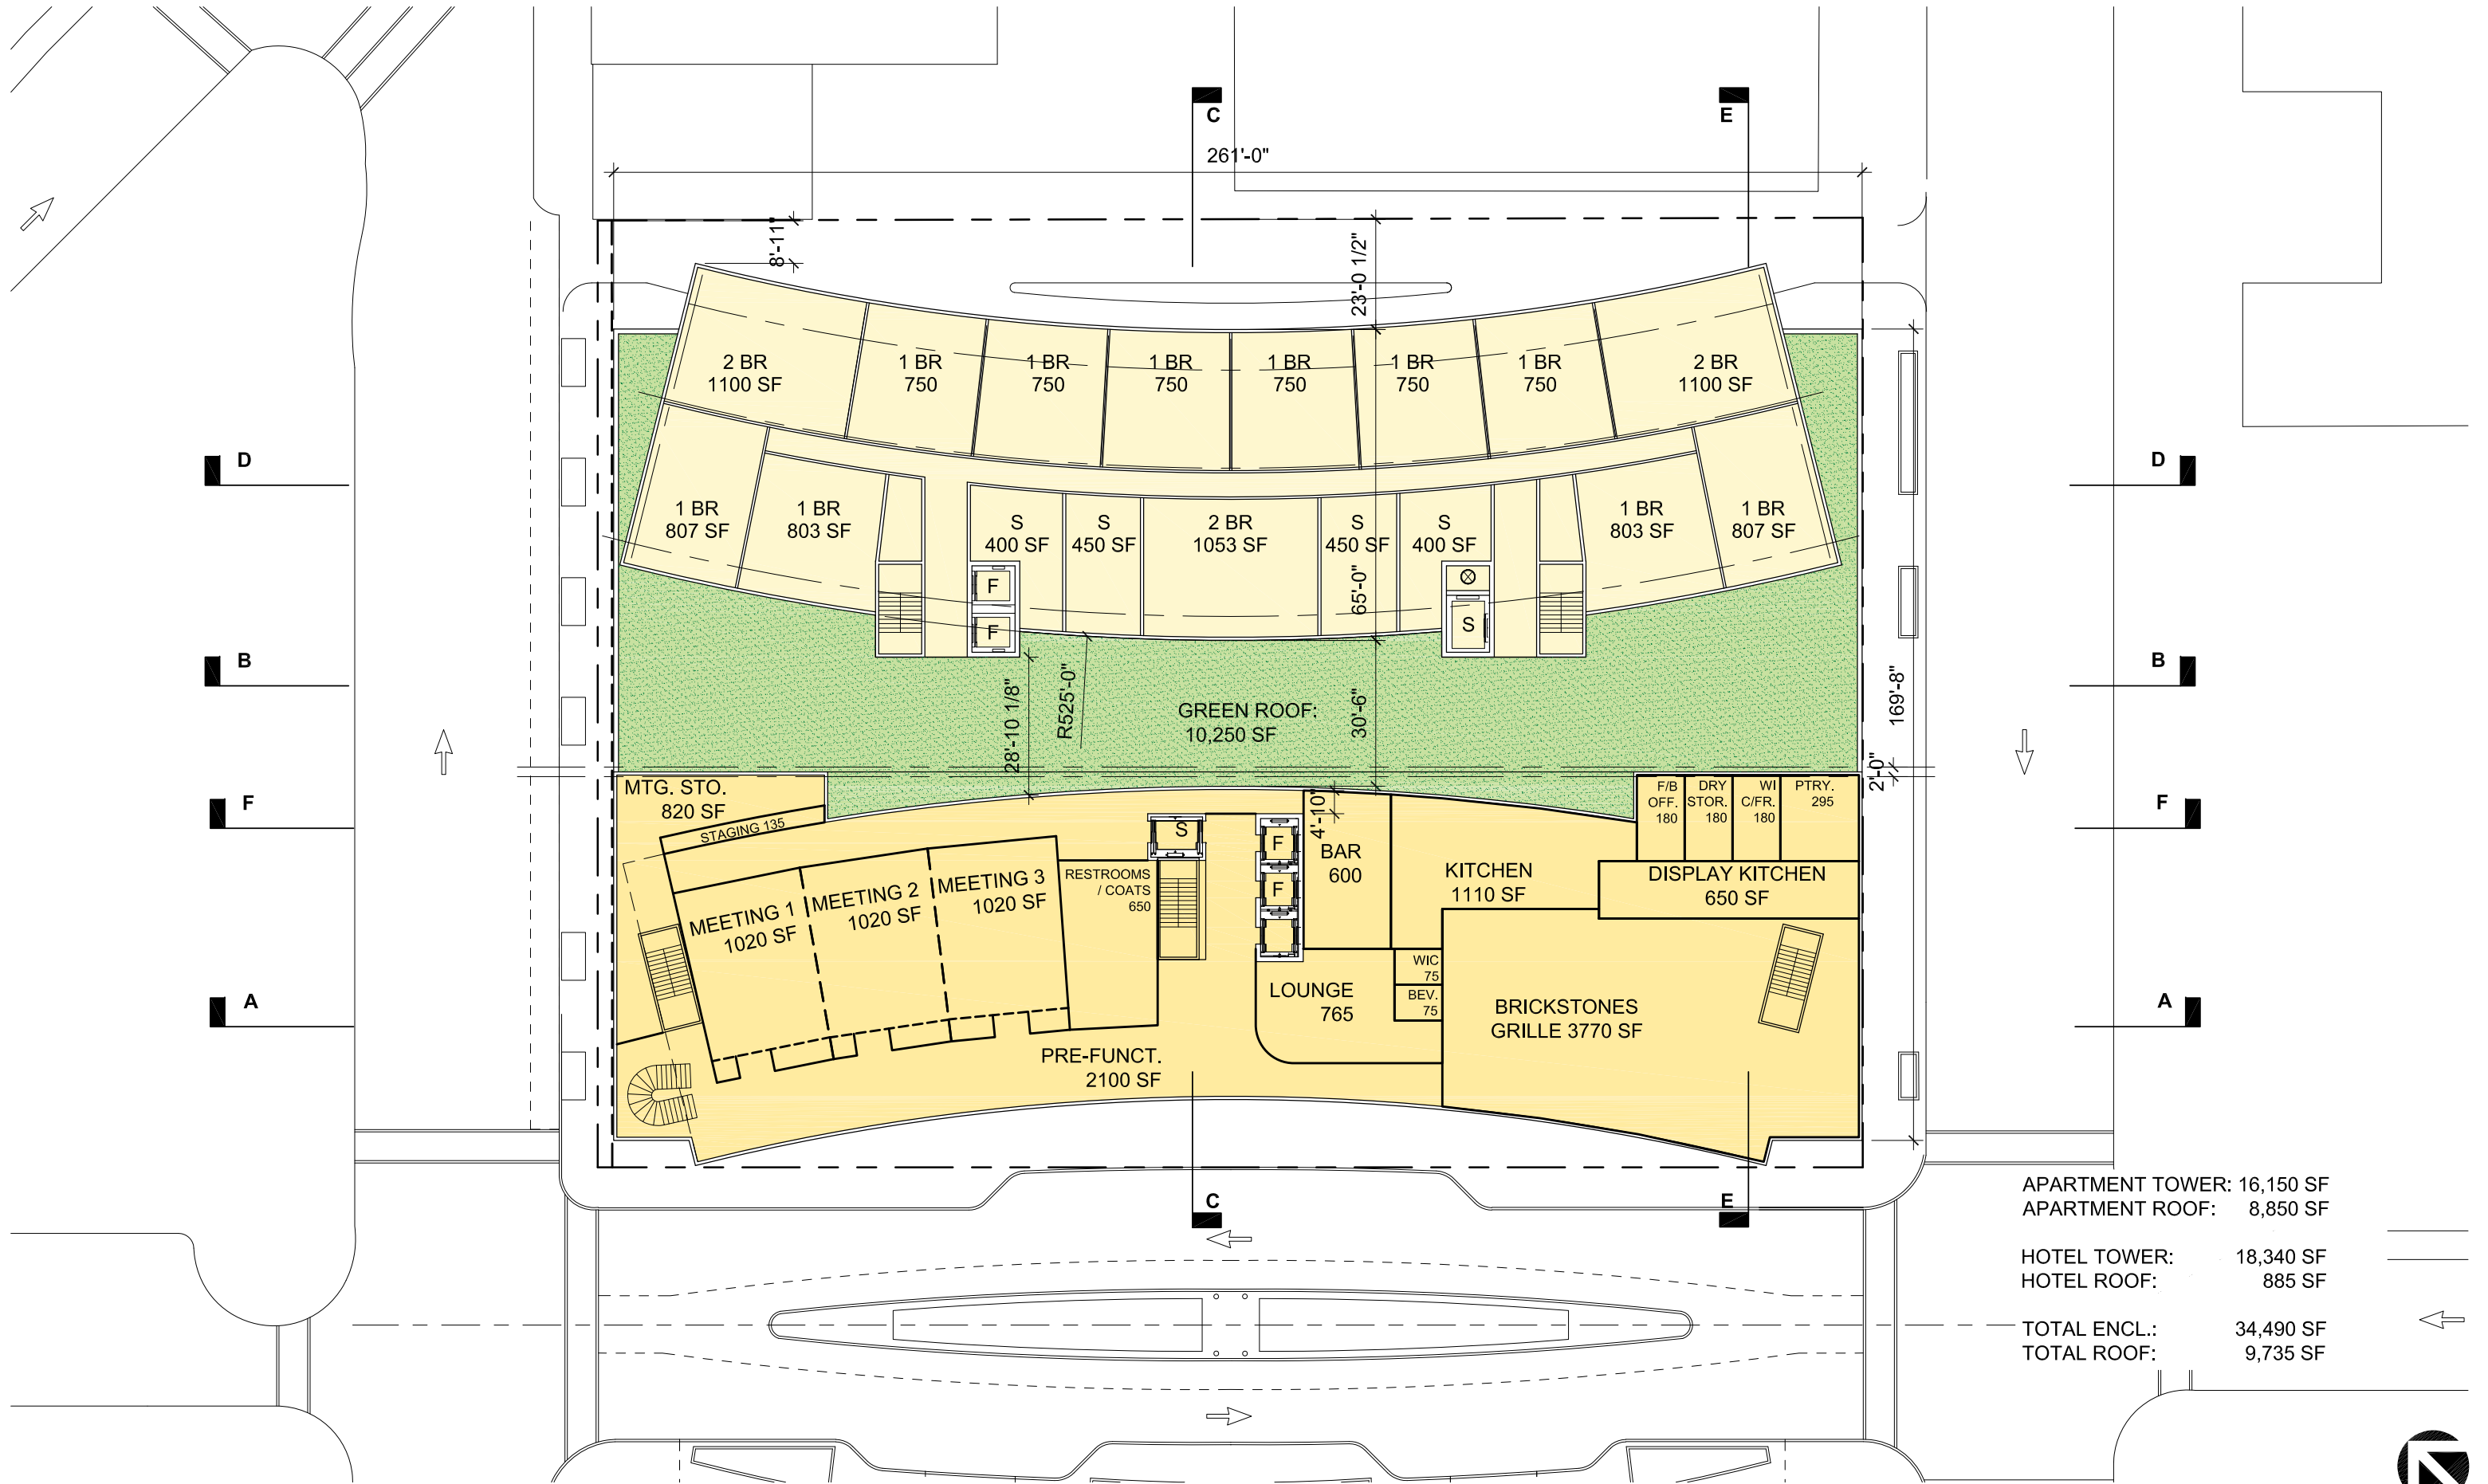 C
E
261'-0"
8'-11"
23'-0 1/2"
2 BR
1100 SF
1 BR
750
1 BR
750
1 BR
750
1 BR
750
1 BR
750
1 BR
750
2 BR
1100 SF
D
D
1 BR
807 SF
1 BR
803 SF
S
400 SF
S
450 SF
2 BR
1053 SF
S
450 SF
S
400 SF
1 BR
803 SF
1 BR
807 SF
F
F
S
65'-0"
B
B
28'-10 1/8"
R525'-0"
GREEN ROOF:
10,250 SF
30'-6"
169'-8"
2'-0"
MTG. STO.
820 SF
STAGING 135
F/B
OFF.
180
DRY
STOR.
180
WI
C/FR.
180
PTRY.
295
F
F
S
F
F
4'-10"
BAR
600
KITCHEN
1110 SF
DISPLAY KITCHEN
650 SF
RESTROOMS
/ COATS
650
MEETING 1
1020 SF
MEETING 2
1020 SF
MEETING 3
1020 SF
WIC
75
BEV.
75
LOUNGE
765
BRICKSTONES
GRILLE 3770 SF
A
A
PRE-FUNCT.
2100 SF
C
E
APARTMENT TOWER: 16,150 SF
APARTMENT ROOF: 8,850 SF
HOTEL TOWER: 18,340 SF
HOTEL ROOF: 885 SF
TOTAL ENCL.: 34,490 SF
TOTAL ROOF: 9,735 SF